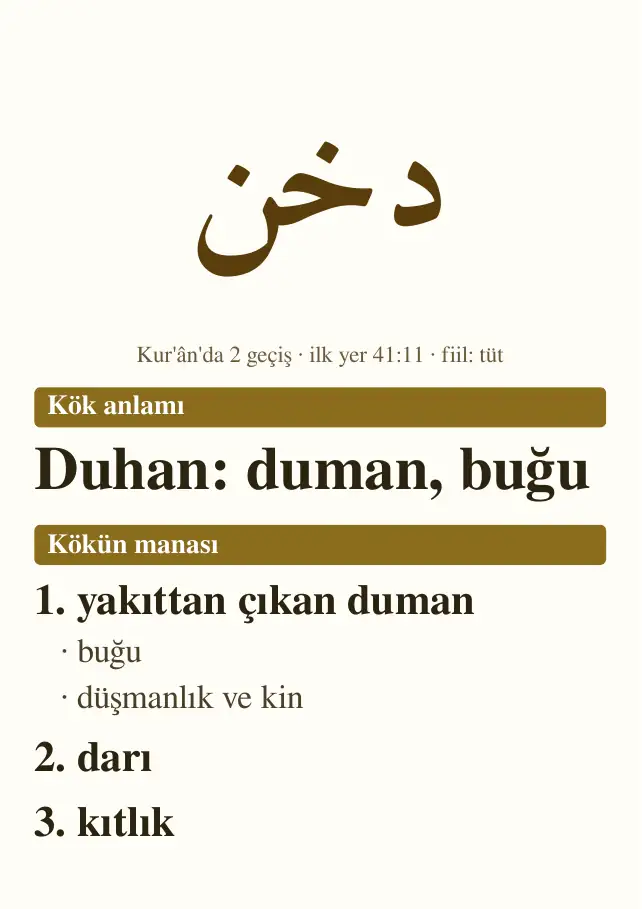 دخن
Kur'ân'da 2 geçiş · ilk yer 41:11 · fiil: tüt
Kök anlamı
Duhan: duman, buğu
Kökün manası
1. yakıttan çıkan duman
· buğu
· düşmanlık ve kin
2. darı
3. kıtlık